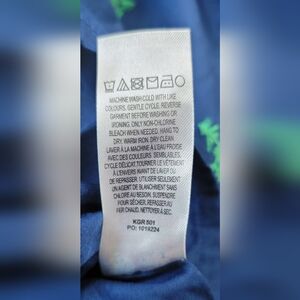 MACHINE WASH COLD WITH LIKE
COLOURS, GENTLE CYCLE. REVERSE
GARMENT BEFORE WASHING OR
IRONING. ONLY NON-CHLORINE
BLEACH WHEN NEEDED. HANG TO
DRY. WARM IRON. DRY CLEAN
LAVER À LA MACHINE À L'EAU FROIDE
AVEC DES COULEURS SEMBLABLES,
CYCLE DÉLICAT. TOURNER LE VÊTEMENT
À L'ENVERS AVANT DE LAVER OU
DE REPASSER. UTILISER SEULEMENT
UN AGENT DE BLANCHIMENT SANS
CHLORE AU BESOIN. SUSPENDRE
POUR SÉCHER. REPASSER AU
FER CHAUD. NETTOYER À SEC.
KGR 501
PO: 1019224